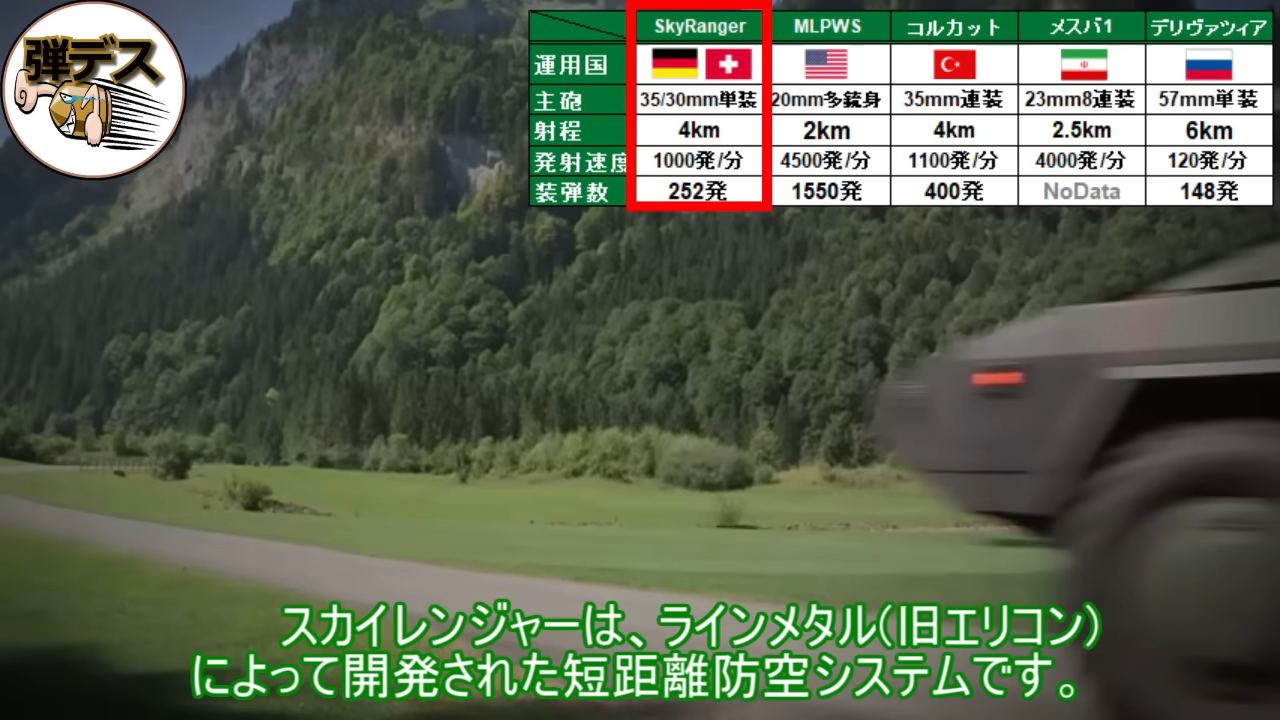 弾デス
SkyRanger MLPWS コルカット メスバ1 デリヴァツィア
運用国
主砲 35/30mm単装 20mm多銃身 35mm連装 23mm8連装 57mm単装
射程 4km 2km 4km 2.5km 6km
発射速度 1000発/分 4500発/分 1100発/分 4000発/分 120発/分
装弾数 252発 1550発 400発 NoData 148発
スカイレンジャーは、ラインメタル(旧エリコン)
によって開発された短距離防空システムです。